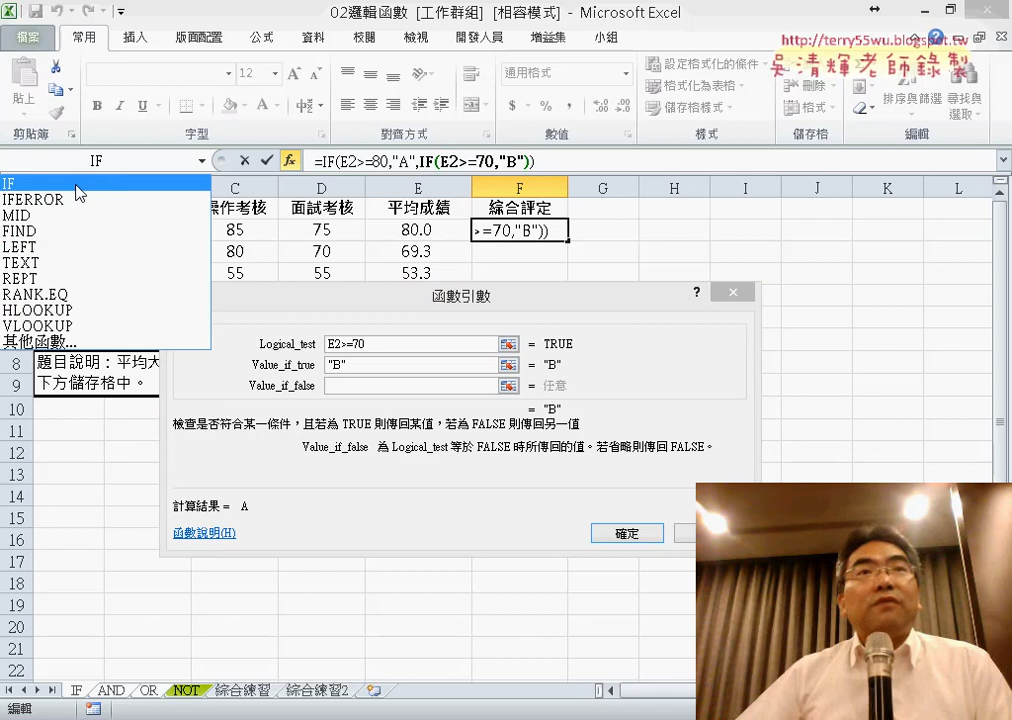 02邏輯函數 [工作群組] [相容模式] - Microsoft Excel
檔案 常用 插入 版面配置 公式 資料 校閱 檢視 開發人員 增益集 小組
http://terry55wu.blogspot.tw
吳清輝老師錄製
貼上 12 A A 通用格式 設定格式化的條件 格式化為表格 儲存格樣式 刪除 格式 排序與篩選 尋找與選取
B I U A 中 $ % ,
剪貼簿 字型 對齊方式 數值 樣式 儲存格 編輯
IF fx =IF(E2>=80,"A",IF(E2>=70,"B"))
C D E F G H I J K L
操作考核 面試考核 平均成績 綜合評定
85 75 80.0 >=70,"B"))
80 70 69.3
55 55 53.3
IF
IFERROR
MID
FIND
LEFT
TEXT
REPT
RANK.EQ
HLOOKUP
VLOOKUP
其他函數...
函數引數 ?
Logical_test E2>=70 = TRUE
Value_if_true "B" = "B"
Value_if_false = 任意
= "B"
檢查是否符合某一條件，且若為 TRUE 則傳回某值，若為 FALSE 則傳回另一值
Value_if_false 為 Logical_test 等於 FALSE 時所傳回的值。若省略則傳回 FALSE。
計算結果 = A
函數說明(H) 確定
8 題目說明：平均大
9 下方儲存格中。
10
11
12
13
14
15
16
17
18
19
20
21
22
IF AND OR NOT 綜合練習 綜合練習2
編輯